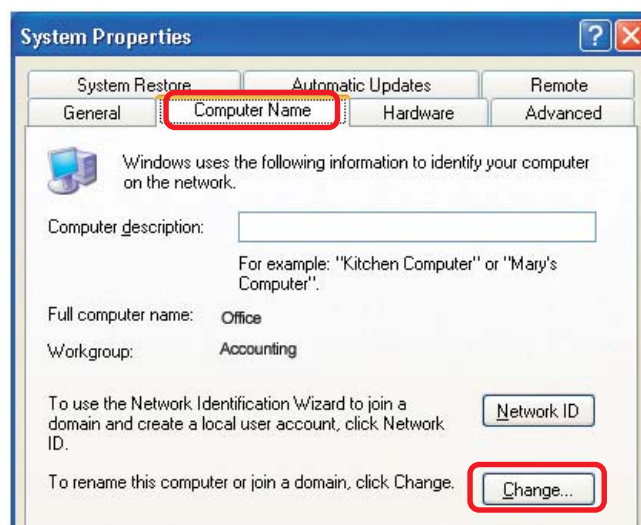 System Properties
System Restore Automatic Updates Remote
General Computer Name Hardware Advanced
Windows uses the following information to identify your computer
on the network.
Computer description:
For example: "Kitchen Computer" or "Mary's
Computer".
Full computer name: Office
Workgroup: Accounting
To use the Network Identification Wizard to join a
domain and create a local user account, click Network
ID.
Network ID
To rename this computer or join a domain, click Change.
Change...